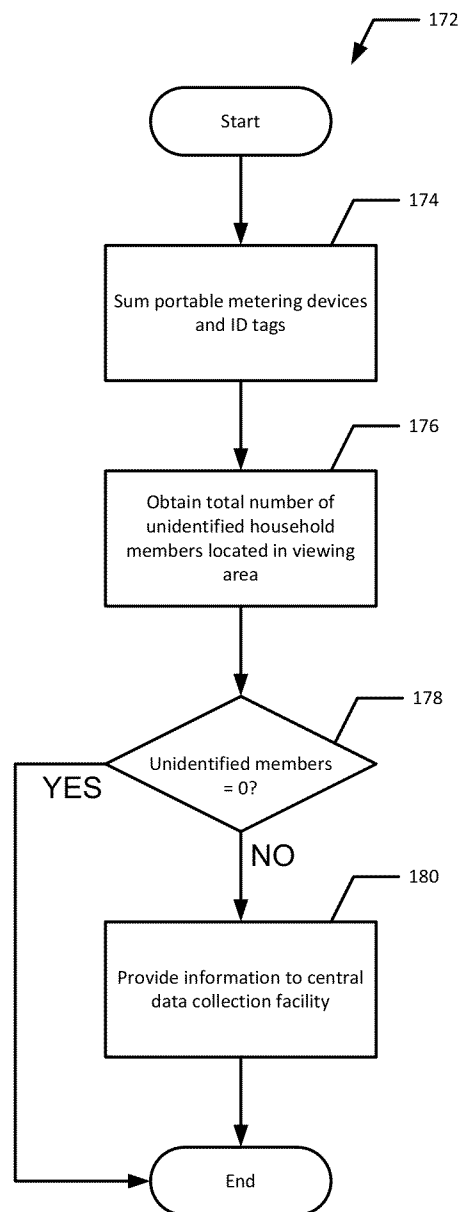 172
Start
174
Sum portable metering devices
and ID tags
176
Obtain total number of
unidentified household
members located in viewing
area
178
Unidentified members
= 0?
YES
NO
180
Provide information to central
data collection facility
End